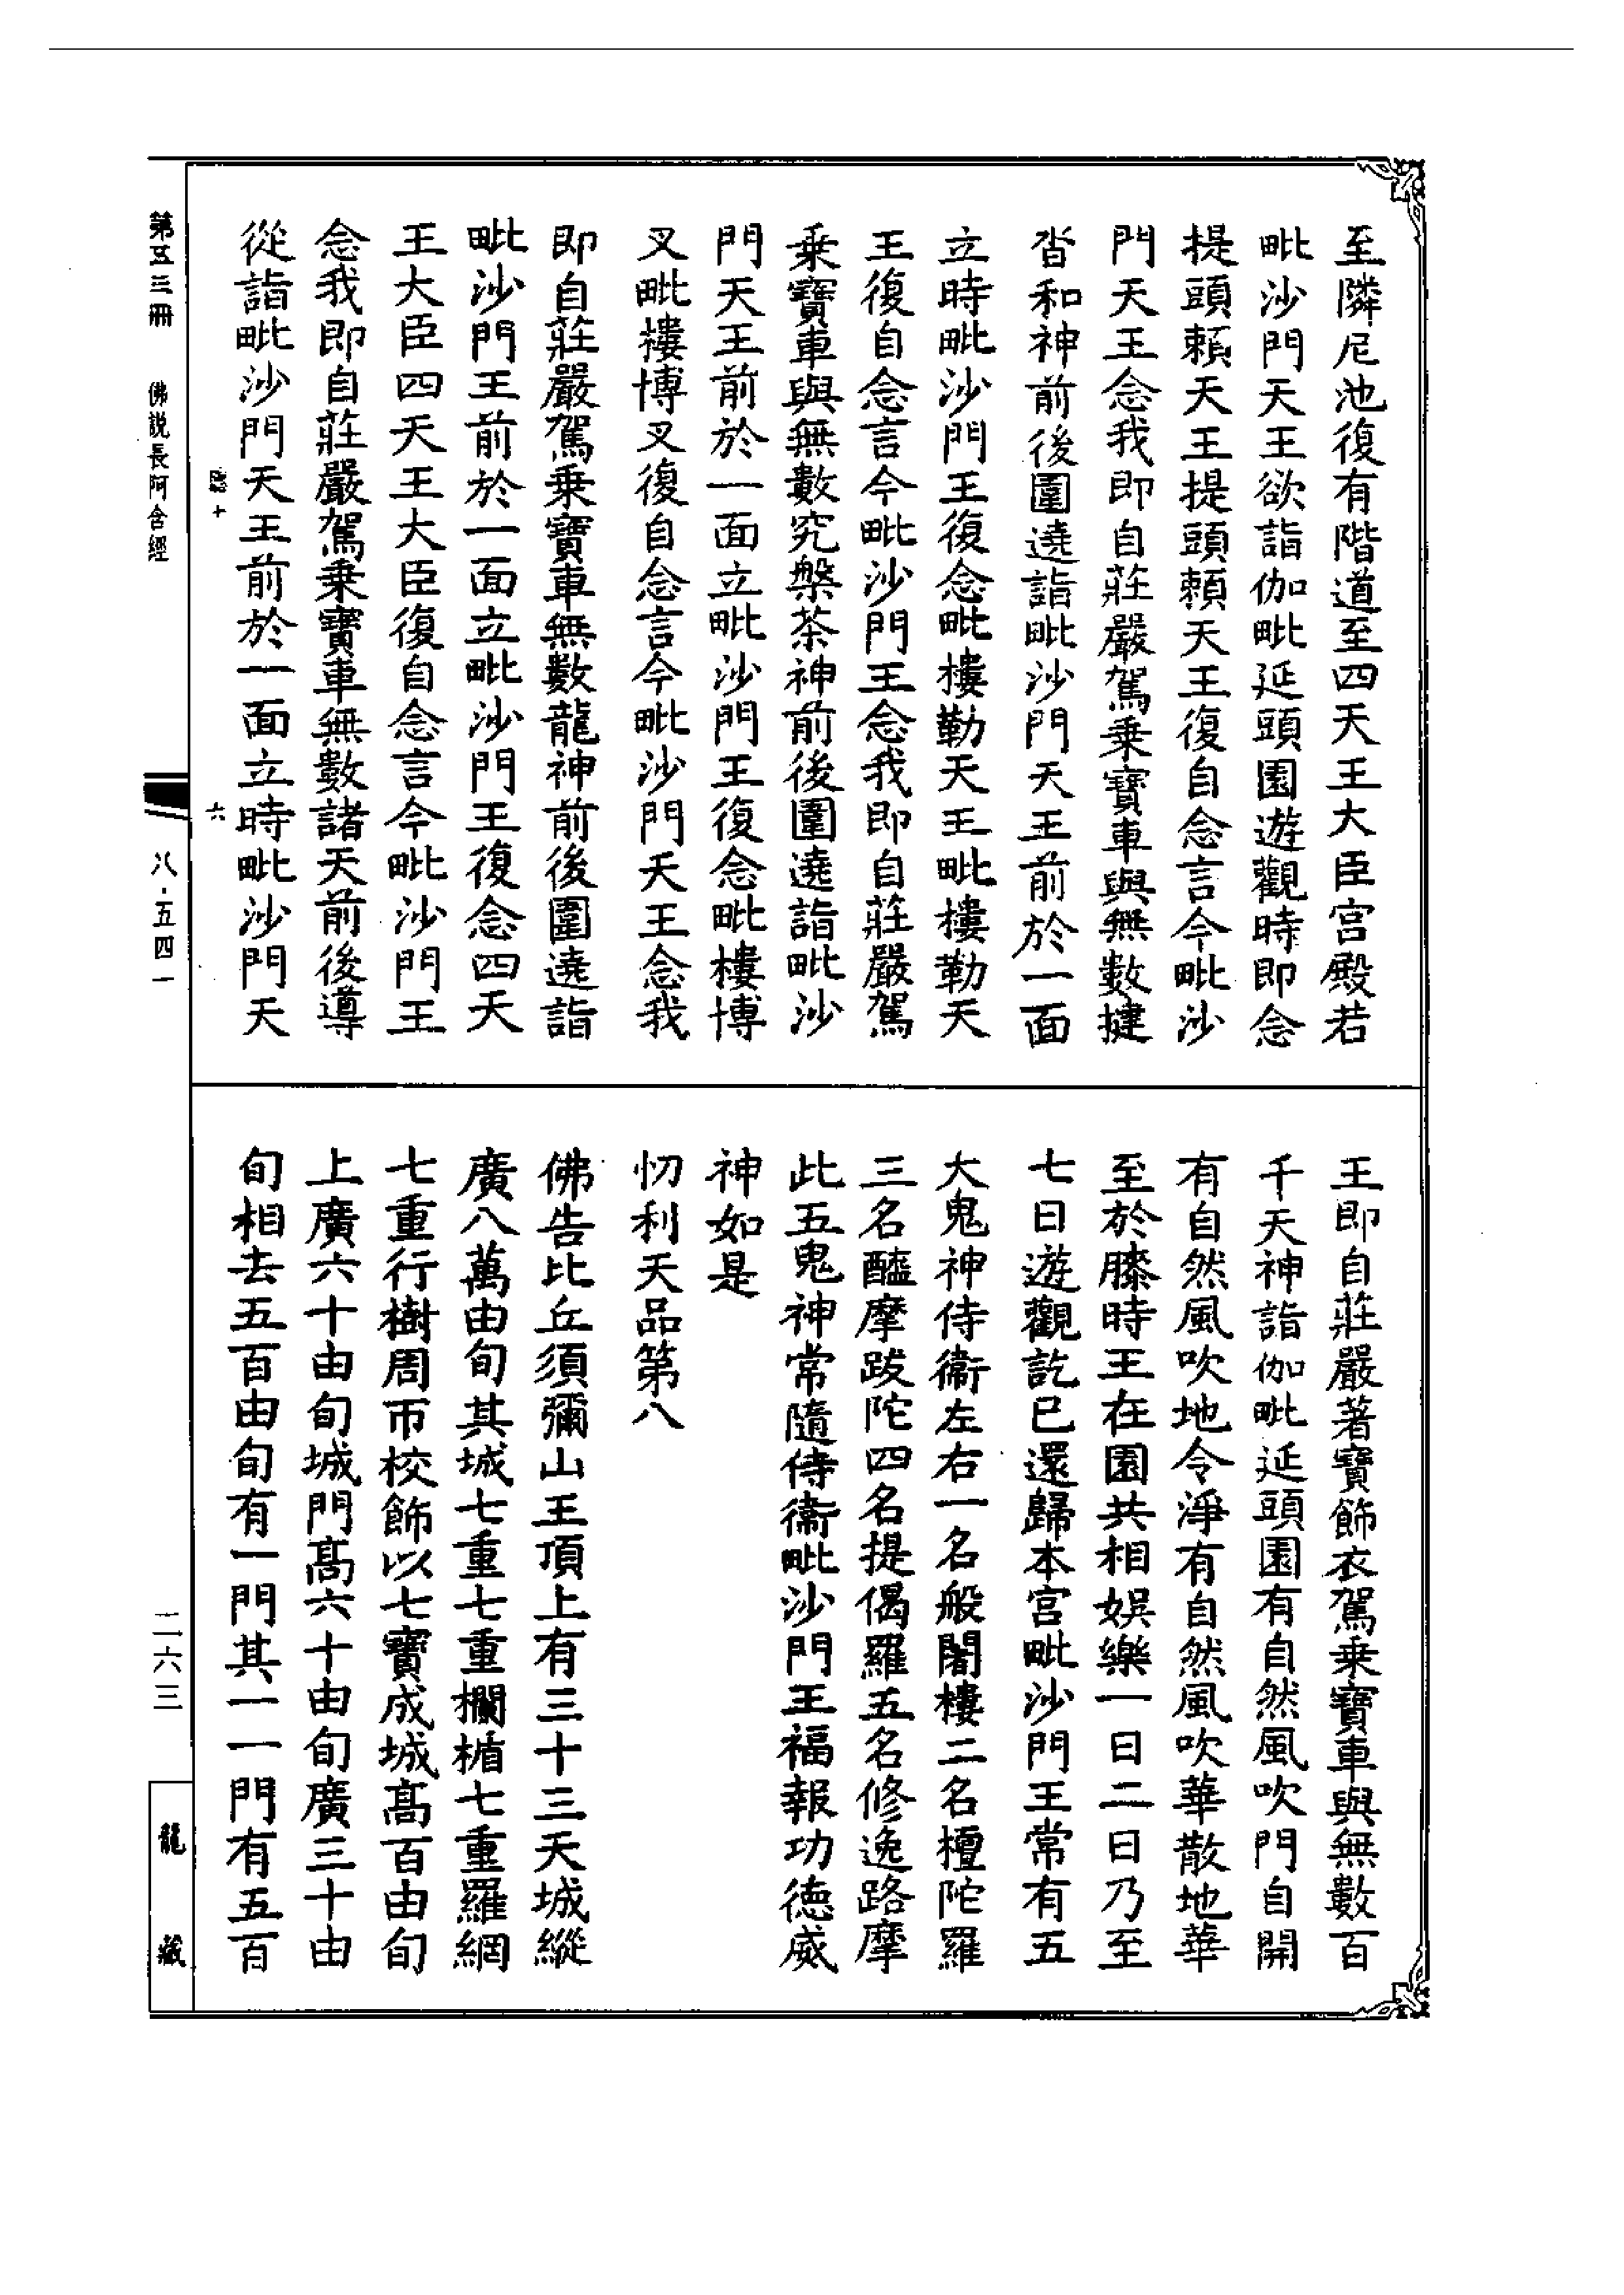 至隣尼池復有階道至四天王大臣宮殿若
毗沙門天王欲詣伽毗延頭園遊觀時即念
提頭賴天王提頭賴天王復自念言今毗沙
門天王念我即自莊嚴駕乗寶車與無數揵
沓和神前後圍遶詣毗沙門天王前於一面
立時毗沙門王復念毗樓勒天王毗樓勒天
王復自念言今毗沙門王念我即自莊嚴駕
乗寶車與無數究槃茶神前後圍遶詣毗沙
門天王前於一面立毗沙門王復念毗樓博
叉毗樓博叉復自念言今毗沙門天王念我
即自莊嚴駕乗寶車無數龍神前後圍遶詣
毗沙門王前於一面立毗沙門王復念四天
王大臣四天王大臣復自念言今毗沙門王
念我即自莊嚴駕乗寶車無數諸天前後導
從詣毗沙門天王前於一面立時毗沙門天
王即自莊嚴著寶飾衣駕乗寶車與無數百
千天神詣伽毗延頭園有自然風吹門自開
有自然風吹地令淨有自然風吹華散地華
至於膝時王在園共相娛樂一日二日乃至
七日遊觀訖已還歸本宮毗沙門王常有五
大鬼神侍衞左右一名般闍樓二名檀陀羅
三名醯摩跋陀四名提偈羅五名修逸路摩
此五鬼神常隨侍衞毗沙門王福報功德威
神如是
忉利天品第八
佛告比丘須彌山王頂上有三十三天城縱
廣八萬由旬其城七重七重欄楯七重羅網
七重行樹周帀校飾以七寶成城髙百由旬
上廣六十由旬城門髙六十由旬廣三十由
旬相去五百由旬有一門其一一門有五百
第五三冊 佛說長阿含經
聽十 六
八·五四一
二六三
龍藏